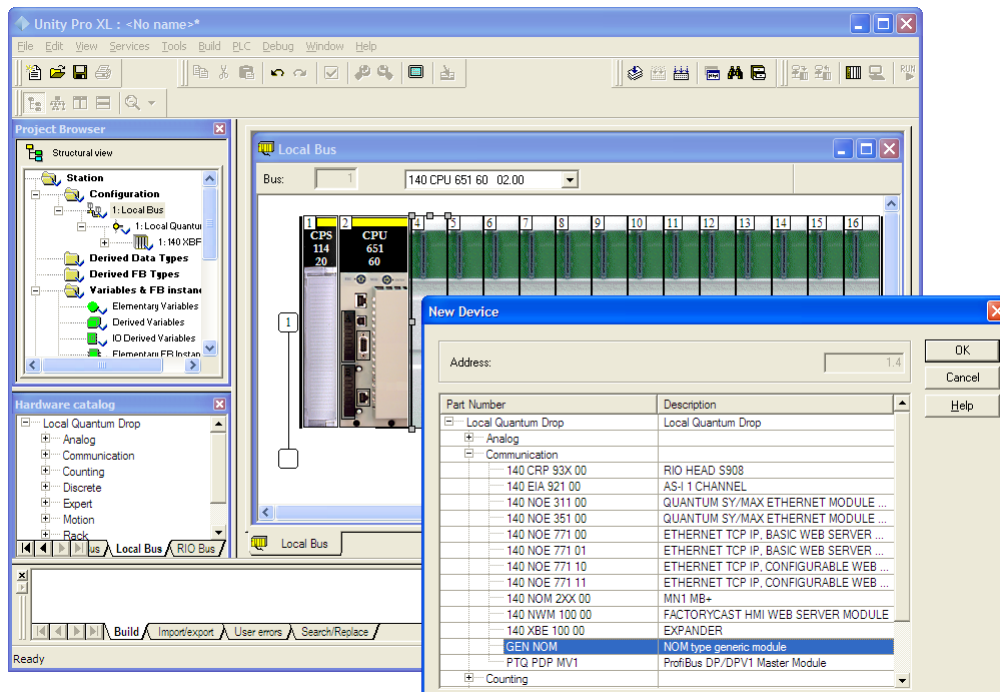 Unity Pro XL : <No name>*
File Edit View Services Tools Build PLC Debug Window Help
RUN
Project Browser
Structural view
Station
Configuration
1: Local Bus
1: Local Quantu
1: 140 XBF
Derived Data Types
Derived FB Types
Variables & FB instanc
Elementary Variables
Derived Variables
IO Derived Variables
Elementary FB Instan
Hardware catalog
Local Quantum Drop
Analog
Communication
Counting
Discrete
Expert
Motion
Rack
us Local Bus RIO Bus
Local Bus
Bus: 1 140 CPU 651 60 02.00
1 2 4 5 6 7 8 9 10 11 12 13 14 15 16
CPS CPU
114 651
20 60
1
Local Bus
New Device
Address: 1.4
OK
Cancel
Help
Part Number Description
Local Quantum Drop Local Quantum Drop
Analog
Communication
140 CRP 93X 00 RIO HEAD S908
140 EIA 921 00 AS-I 1 CHANNEL
140 NOE 311 00 QUANTUM SY/MAX ETHERNET MODULE ...
140 NOE 351 00 QUANTUM SY/MAX ETHERNET MODULE ...
140 NOE 771 00 ETHERNET TCP IP, BASIC WEB SERVER ...
140 NOE 771 01 ETHERNET TCP IP, BASIC WEB SERVER ...
140 NOE 771 10 ETHERNET TCP IP, CONFIGURABLE WEB ...
140 NOE 771 11 ETHERNET TCP IP, CONFIGURABLE WEB ...
140 NOM 2XX 00 MN1 MB+
140 NWM 100 00 FACTORYCAST HMI WEB SERVER MODULE
140 XBE 100 00 EXPANDER
GEN NOM NOM type generic module
PTQ PDP MV1 ProfiBus DP/DPV1 Master Module
Counting
Build Import/export User errors Search/Replace
Ready